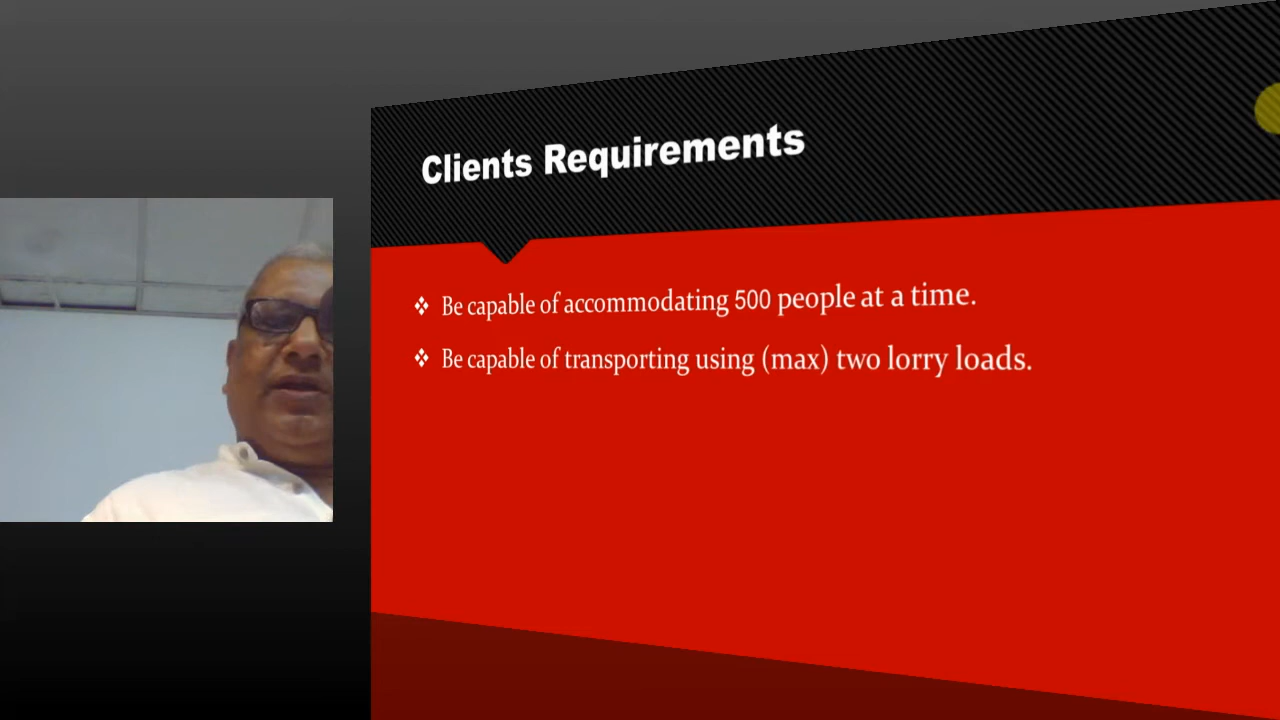 Clients Requirements
Be capable of accommodating 500 people at a time.
Be capable of transporting using (max) two lorry loads.